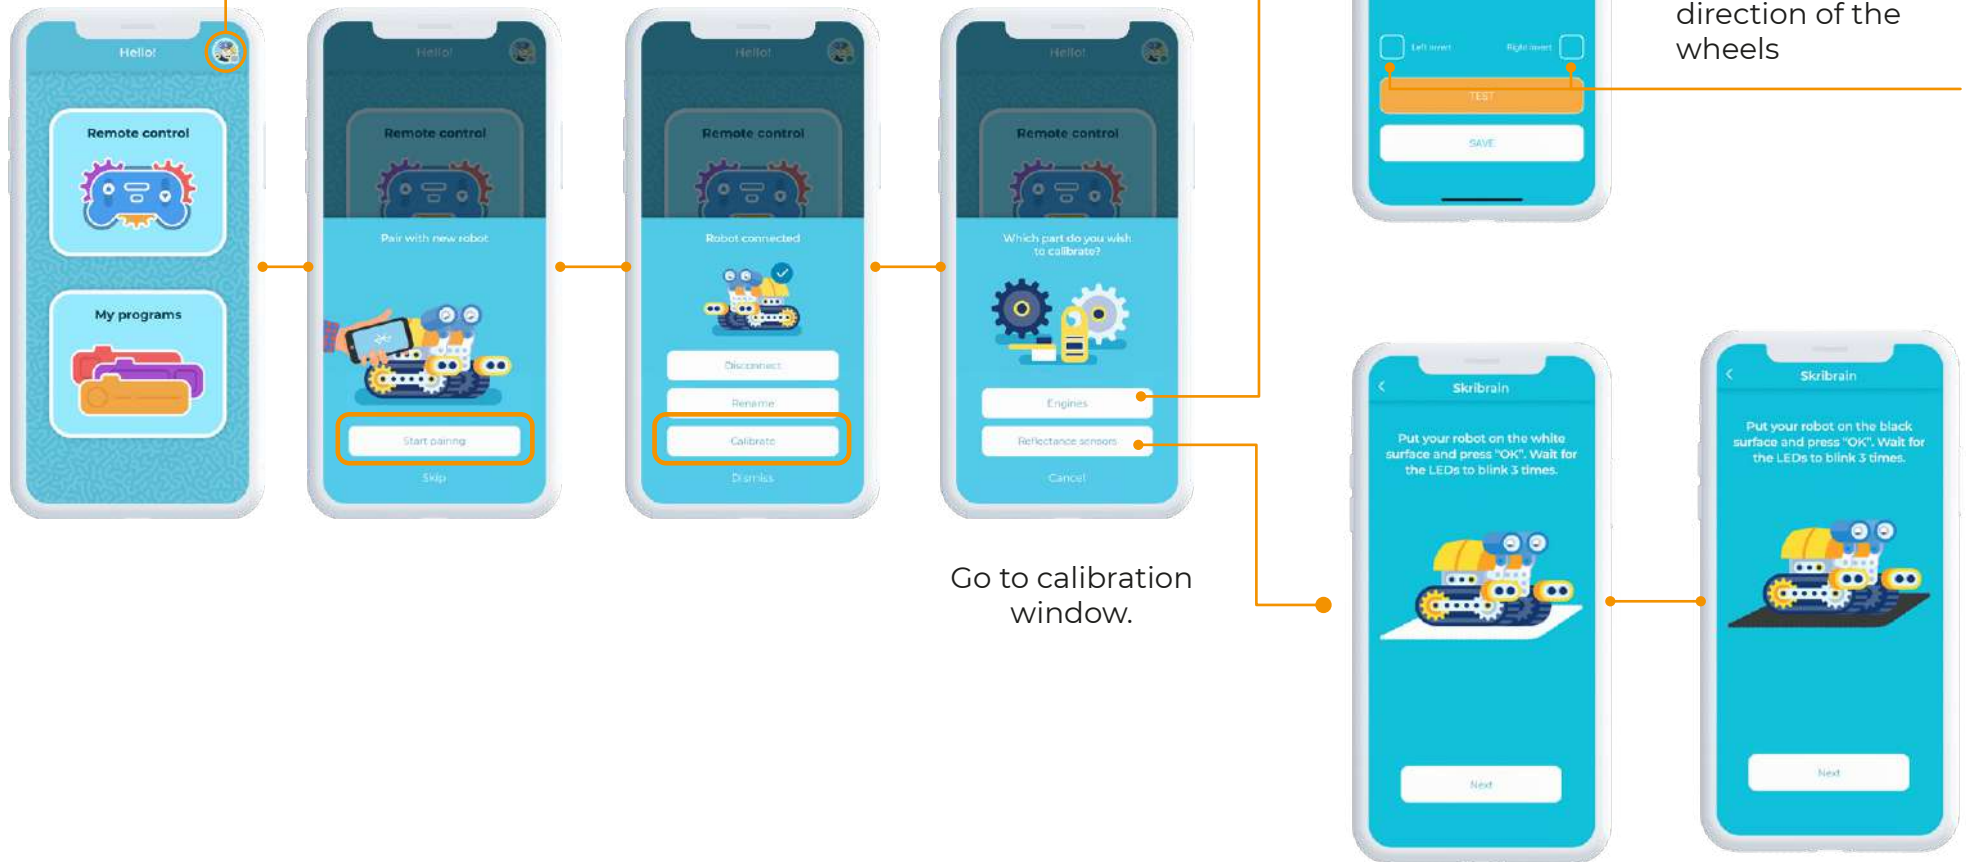 Hello!
Remote control
My programs
Hello!
Remote control
Pair with new robot
Start pairing
Skip
Hello!
Remote control
Robot connected
Disconnect
Rename
Calibrate
Dismiss
Hello!
Remote control
Which part do you wish
to calibrate?
Engines
Reflectance sensors
Cancel
Go to calibration
window.
Left invert
Right invert
TEST
SAVE
direction of the
wheels
Skribrain
Put your robot on the white
surface and press "OK". Wait for
the LEDs to blink 3 times.
Next
Skribrain
Put your robot on the black
surface and press "OK". Wait for
the LEDs to blink 3 times.
Next